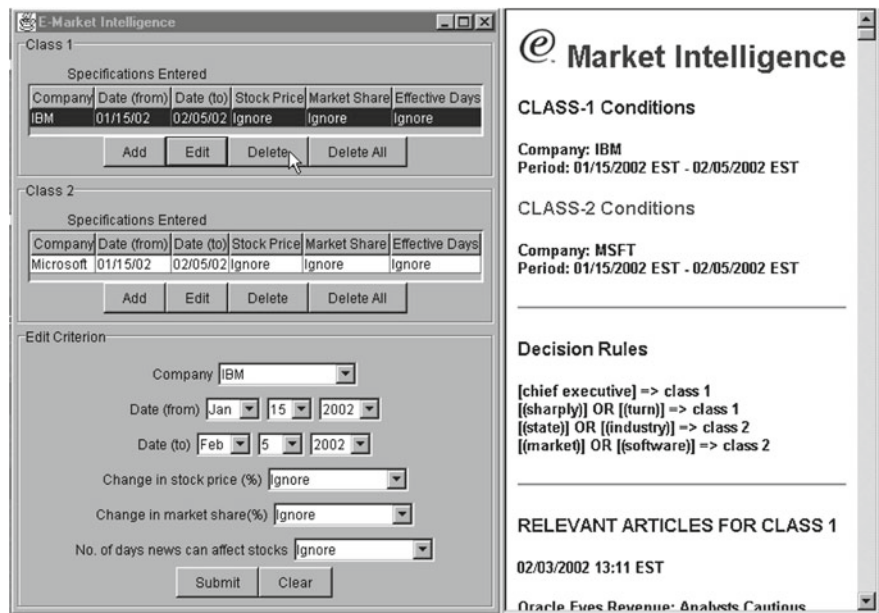 E-Market Intelligence
Class 1
Specifications Entered
Company Date (from) Date (to) Stock Price Market Share Effective Days
IBM 01/15/02 02/05/02 Ignore Ignore Ignore
Add Edit Delete Delete All
Class 2
Specifications Entered
Company Date (from) Date (to) Stock Price Market Share Effective Days
Microsoft 01/15/02 02/05/02 Ignore Ignore Ignore
Add Edit Delete Delete All
Edit Criterion
Company IBM
Date (from) Jan 15 2002
Date (to) Feb 5 2002
Change in stock price (%) Ignore
Change in market share(%) Ignore
No. of days news can affect stocks Ignore
Submit Clear
e. Market Intelligence
CLASS-1 Conditions
Company: IBM
Period: 01/15/2002 EST - 02/05/2002 EST
CLASS-2 Conditions
Company: MSFT
Period: 01/15/2002 EST - 02/05/2002 EST
Decision Rules
[chief executive] => class 1
[(sharply)] OR [(turn)] => class 1
[(state)] OR [(industry)] => class 2
[(market)] OR [(software)] => class 2
RELEVANT ARTICLES FOR CLASS 1
02/03/2002 13:11 EST
Oracle Eyes Revenue; Analysts Cautious